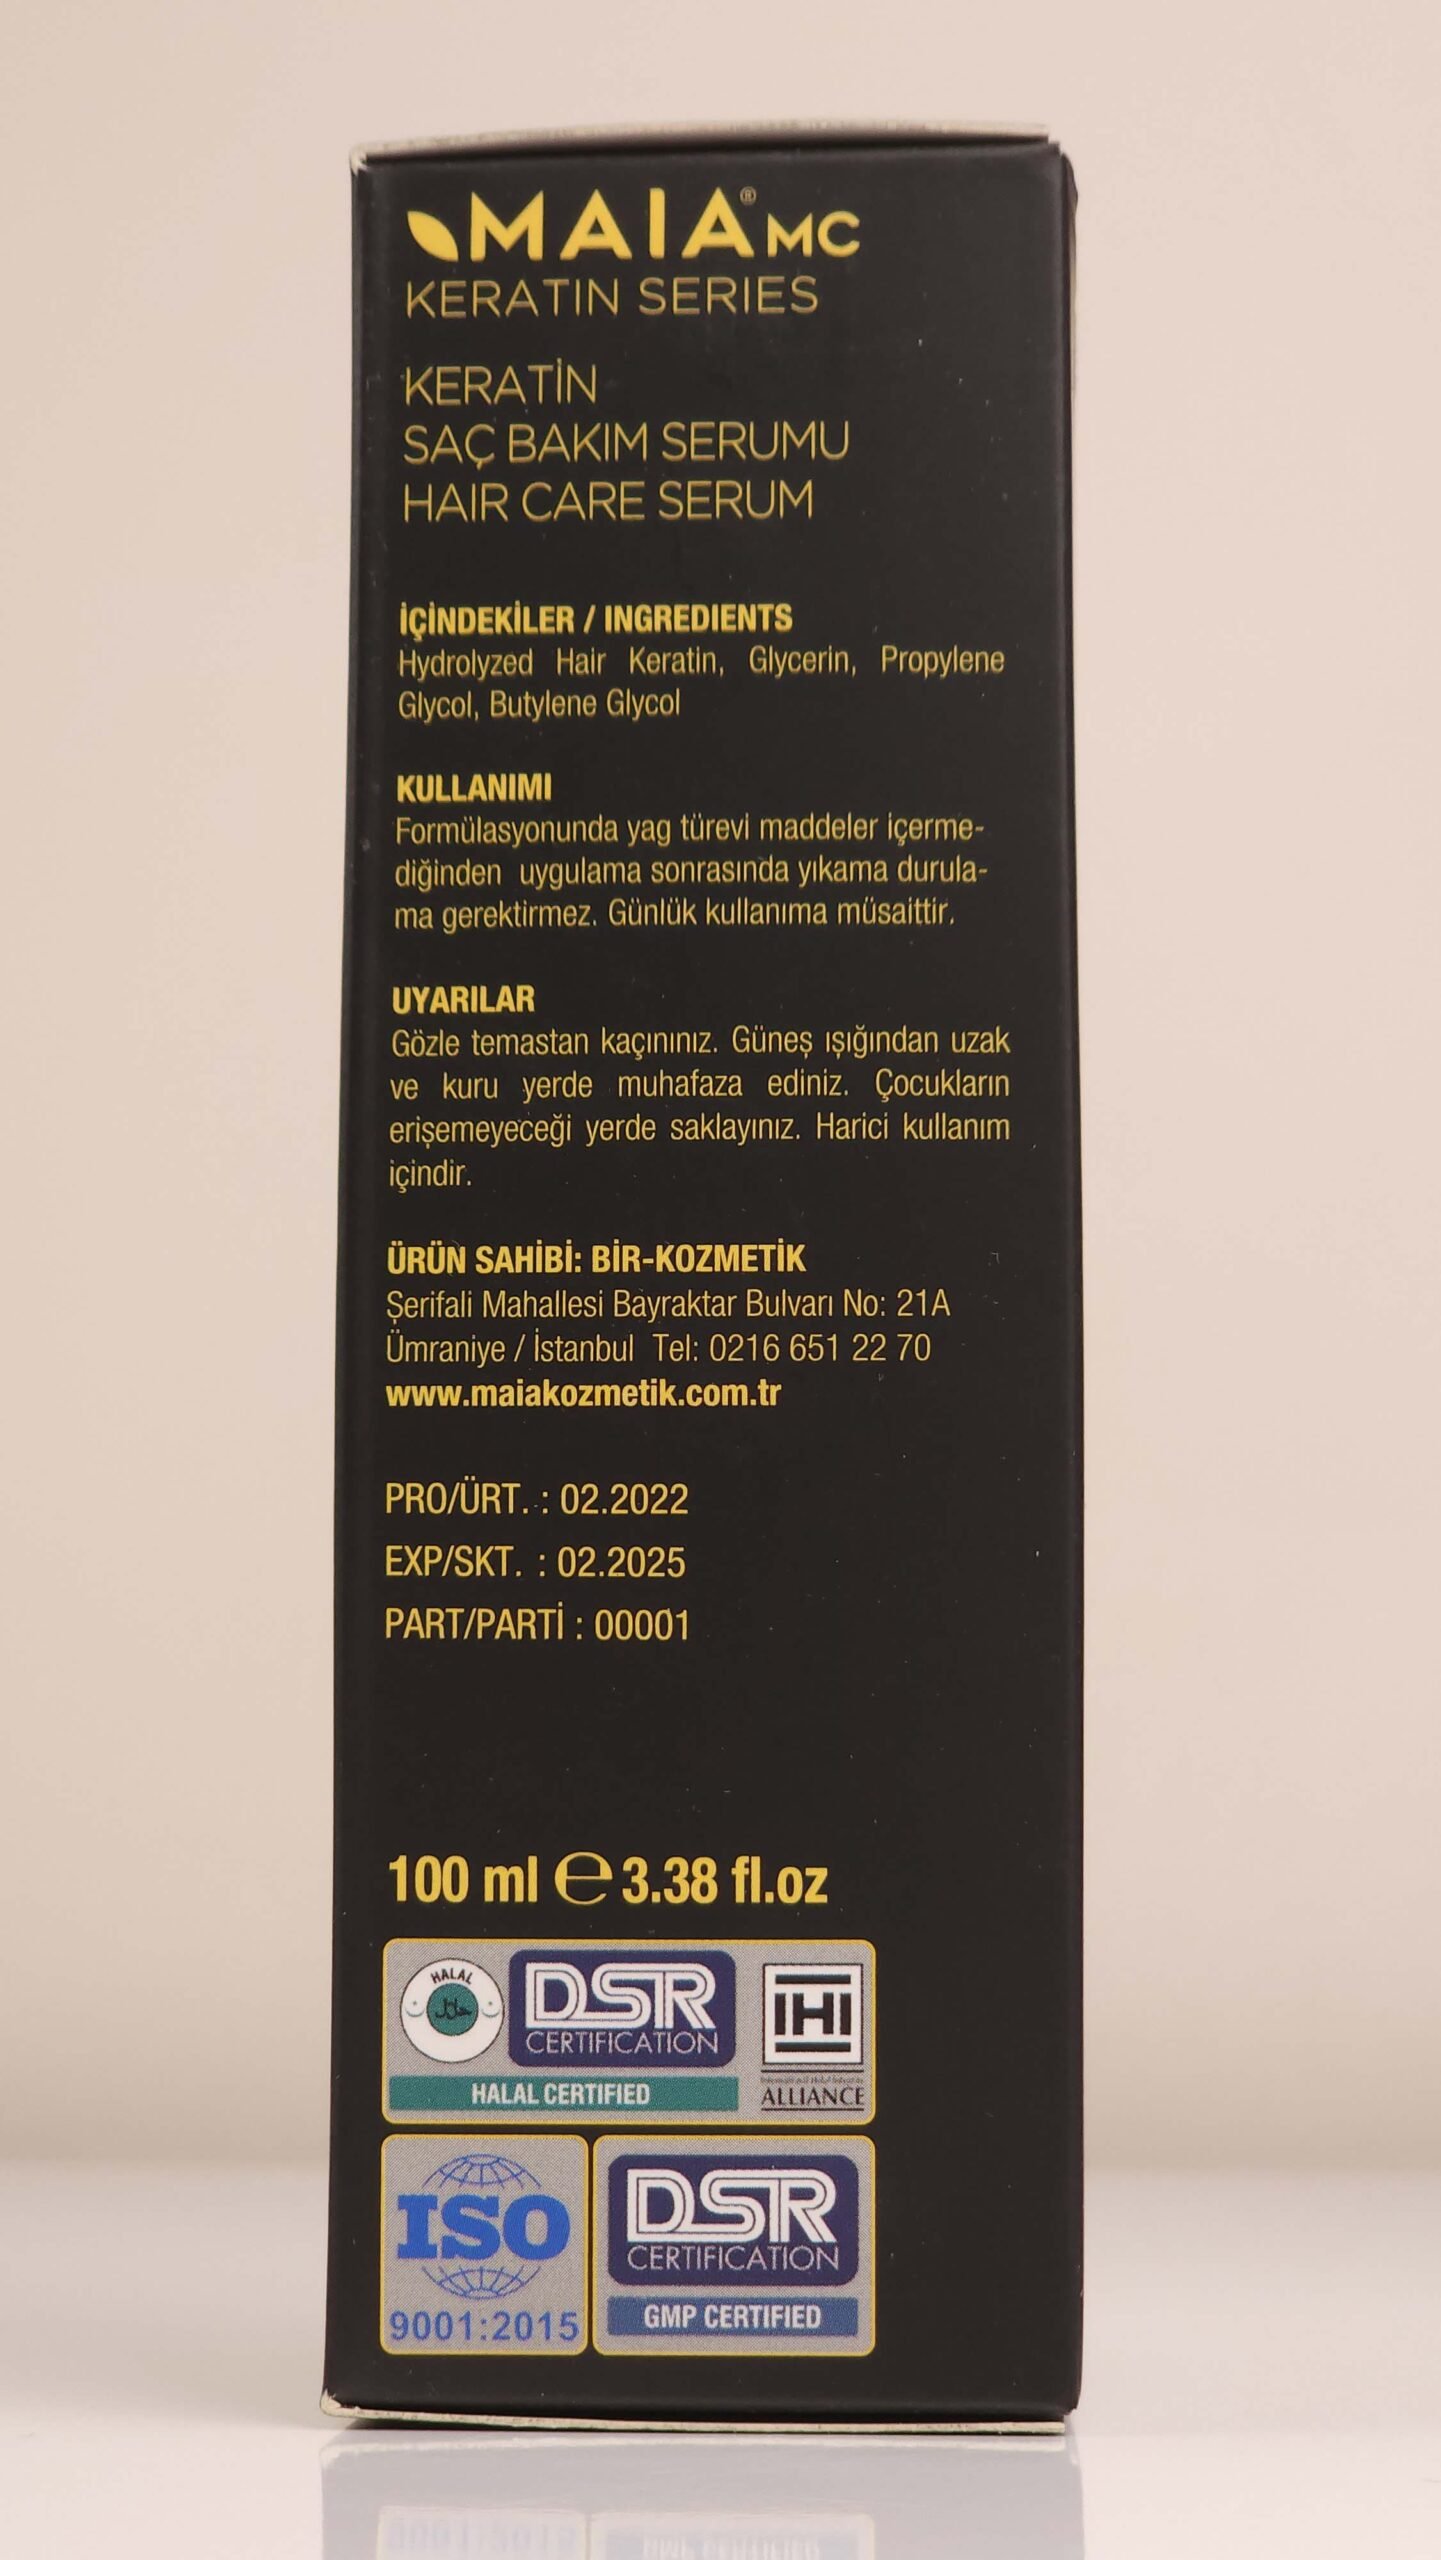 MAIA® MC
KERATIN SERIES
KERATİN
SAÇ BAKIM SERUMU
HAIR CARE SERUM
İÇİNDEKİLER / INGREDIENTS
Hydrolyzed Hair Keratin, Glycerin, Propylene
Glycol, Butylene Glycol
KULLANIMI
Formülasyonunda yag türevi maddeler içerme-
diğinden uygulama sonrasında yıkama durula-
ma gerektirmez. Günlük kullanıma müsaittir.
UYARILAR
Gözle temastan kaçınınız. Güneş ışığından uzak
ve kuru yerde muhafaza ediniz. Çocukların
erişemeyeceği yerde saklayınız. Harici kullanım
içindir.
ÜRÜN SAHİBİ: BİR-KOZMETİK
Şerifali Mahallesi Bayraktar Bulvarı No: 21A
Ümraniye / İstanbul Tel: 0216 651 22 70
www.maiakozmetik.com.tr
PRO/ÜRT. : 02.2022
EXP/SKT. : 02.2025
PART/PARTİ : 00001
100 ml ℮ 3.38 fl.oz
HALAL
حلال
DSR
CERTIFICATION
HALAL CERTIFIED
IHI
ALLIANCE
ISO
9001:2015
DSR
CERTIFICATION
GMP CERTIFIED